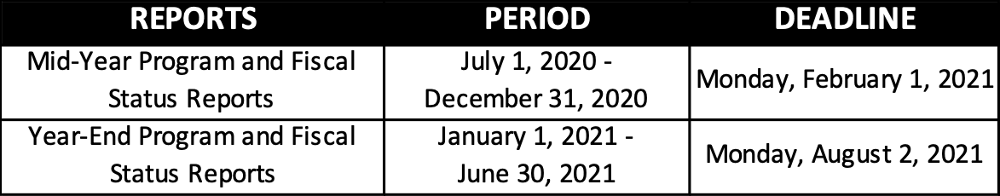 REPORTS PERIOD DEADLINE
Mid-Year Program and Fiscal
Status Reports
July 1, 2020 -
December 31, 2020
Monday, February 1, 2021
Year-End Program and Fiscal
Status Reports
January 1, 2021 -
June 30, 2021
Monday, August 2, 2021